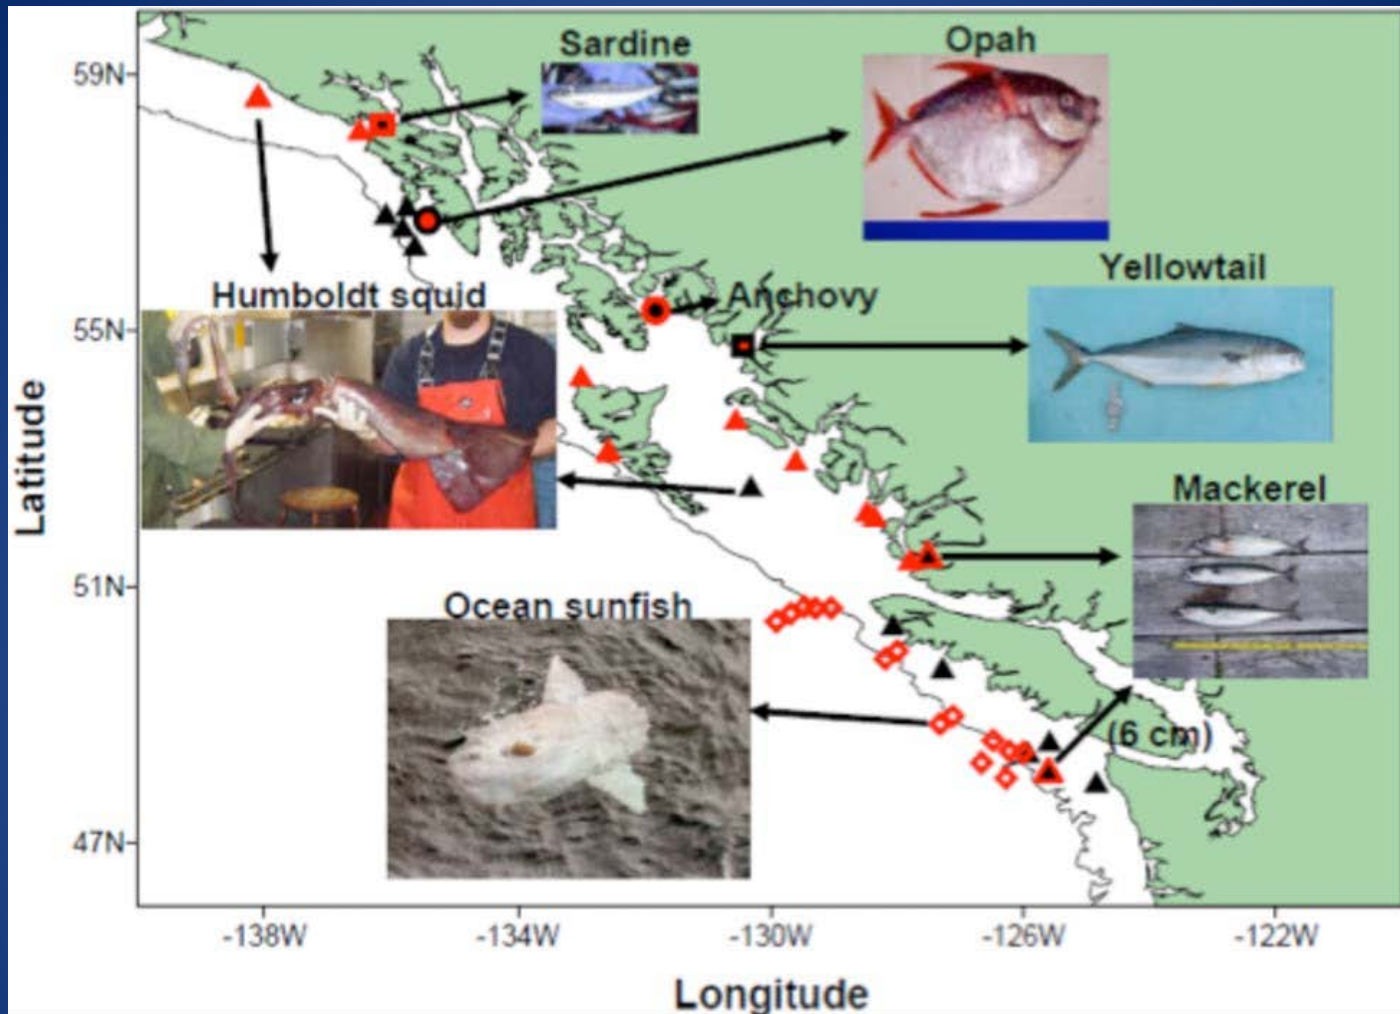 Sardine
Opah
59N
Yellowtail
Humboldt squid
Anchovy
55N
Latitude
Mackerel
51N
Ocean sunfish
(6 cm)
47N
-138W -134W -130W -126W -122W
Longitude